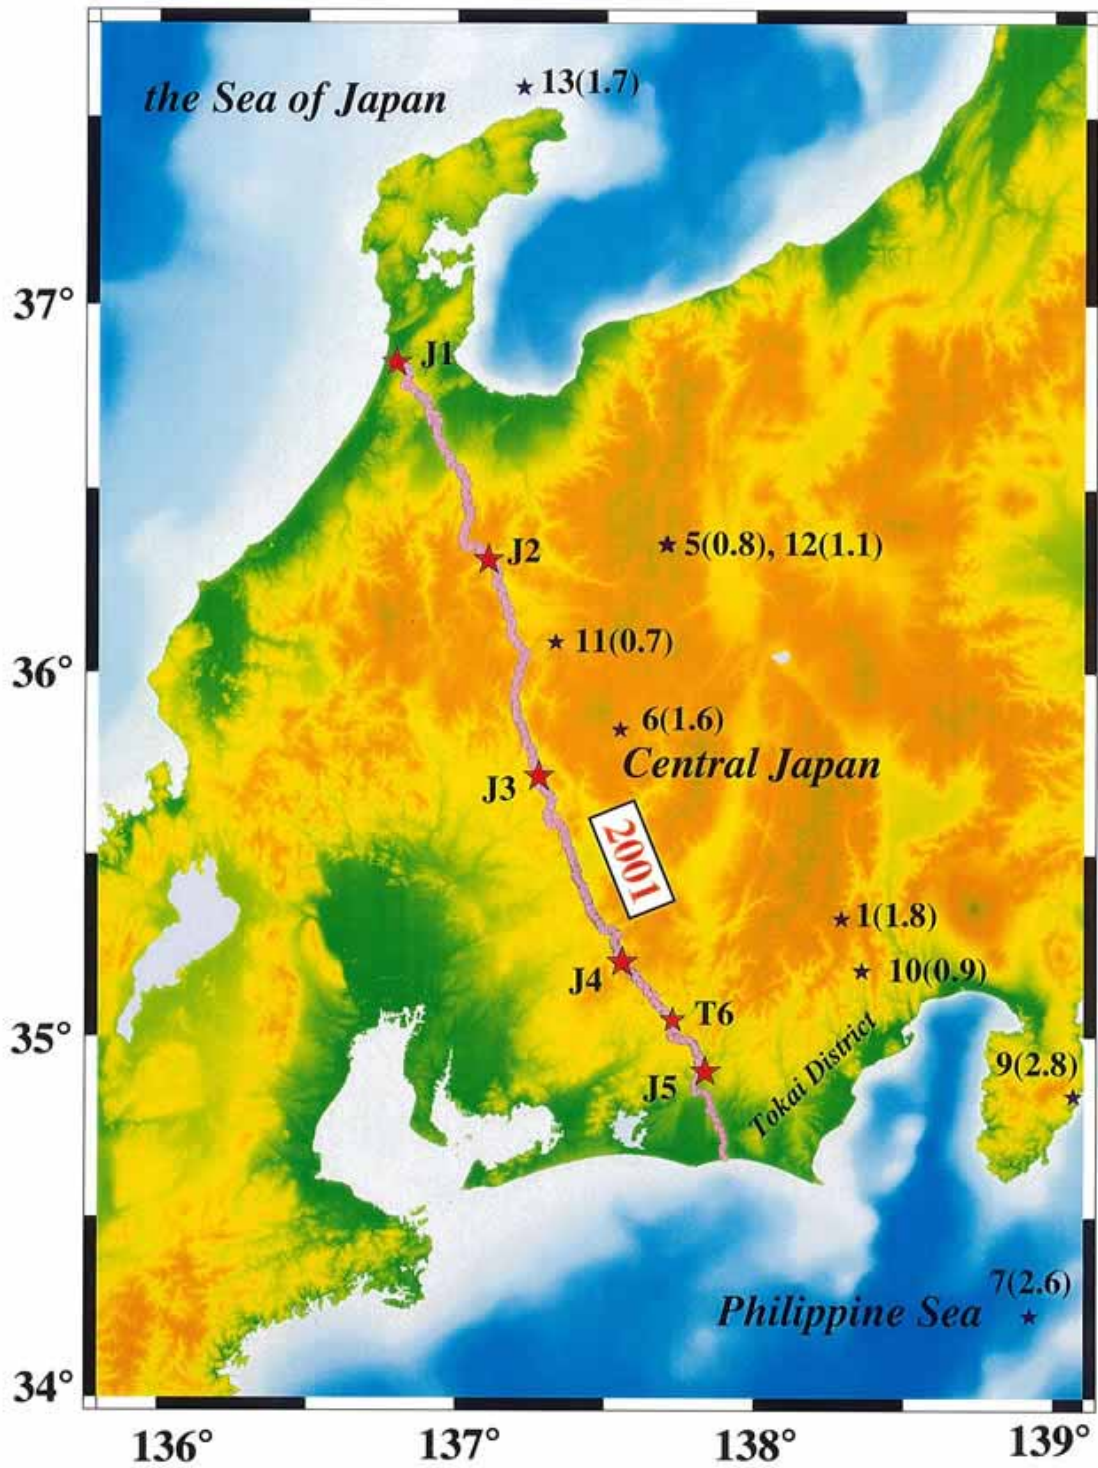 the Sea of Japan
13(1.7)
37°
J1
J2
5(0.8), 12(1.1)
11(0.7)
36°
6(1.6)
Central Japan
J3
2001
1(1.8)
J4
10(0.9)
T6
35°
Tokai District
9(2.8)
J5
7(2.6)
Philippine Sea
34°
136°
137°
138°
139°